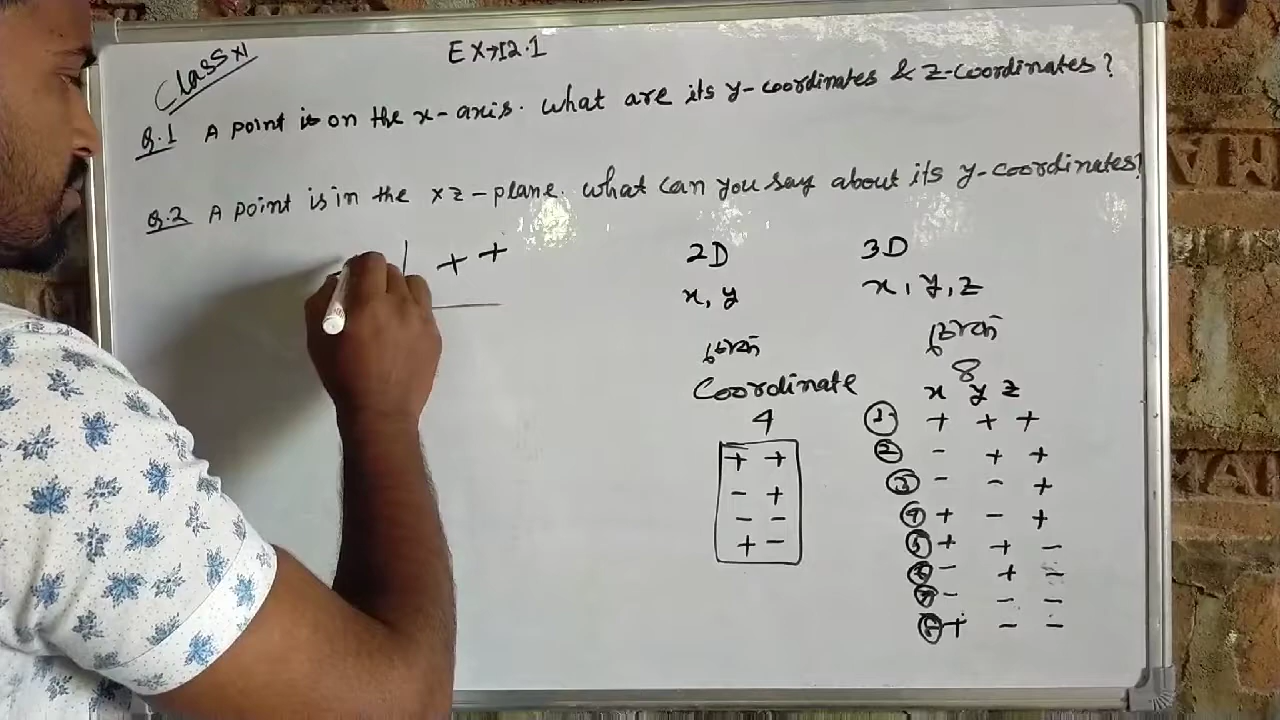 Class XI
EX→12.1
Q.1 A point is on the x-axis. What are its y-coordinates & z-coordinates?
Q.2 A point is in the xz-plane. What can you say about its y-coordinates?
+ +
2D 3D
x, y x, y, z
Coordinate 8
4 x y z
① + + +
+ + ② - + +
- + ③ - - +
- - ④ + - +
+ - ⑤ + + -
⑥ - + -
⑦ - - -
⑧ + - -